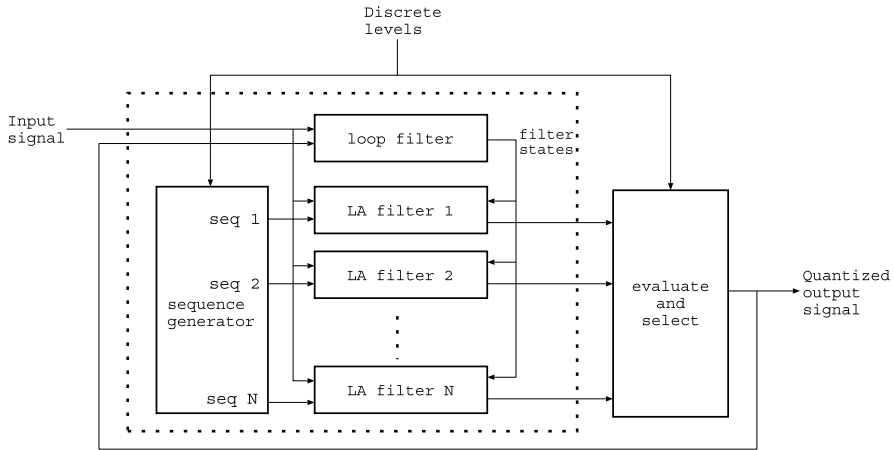 Discrete
levels
Input
signal
loop filter
filter
states
seq 1
LA filter 1
seq 2
LA filter 2
sequence
generator
seq N
LA filter N
evaluate
and
select
Quantized
output
signal